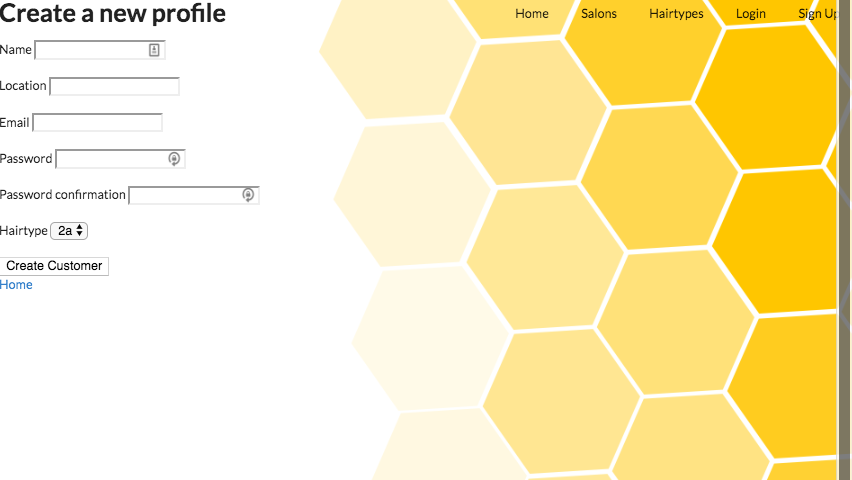 Create a new profile
Home Salons Hairtypes Login Sign Up
Name
Location
Email
Password
Password confirmation
Hairtype 2a
Create Customer
Home